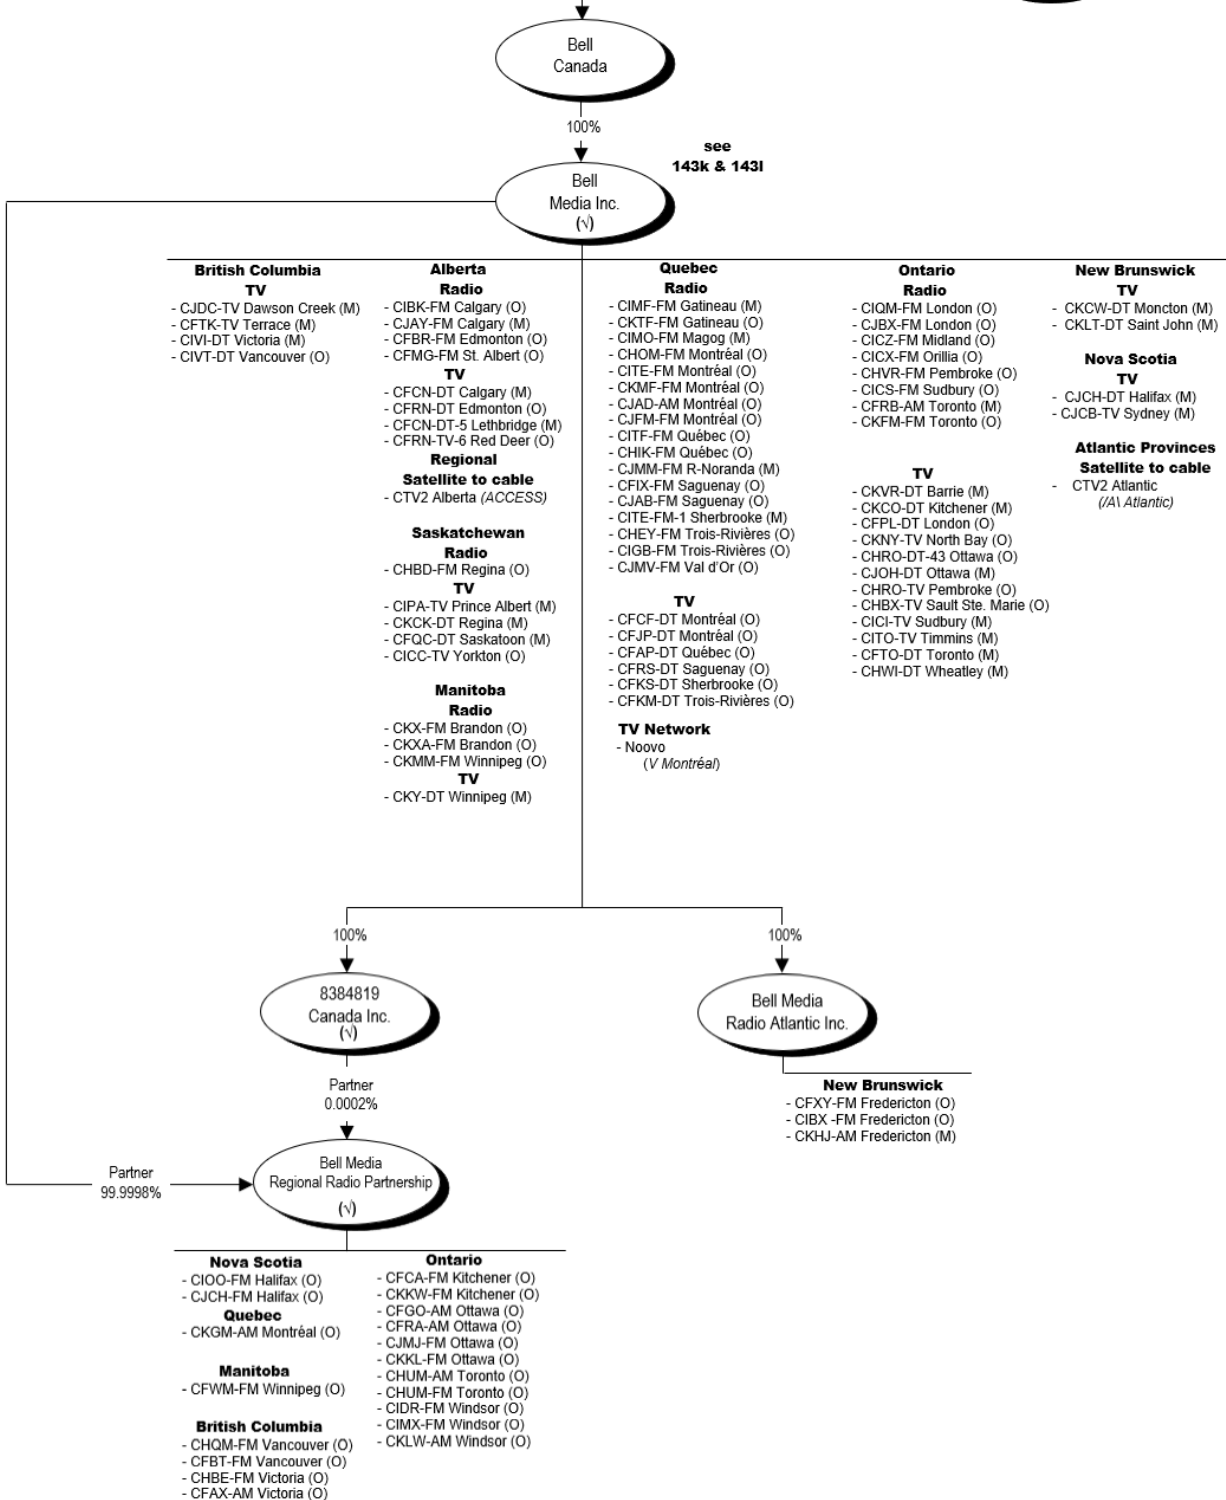 Bell
Canada
100%
see
143k & 143l
Bell
Media Inc.
(√)
British Columbia
TV
- CJDC-TV Dawson Creek (M)
- CFTK-TV Terrace (M)
- CIVI-DT Victoria (M)
- CIVT-DT Vancouver (O)
Alberta
Radio
- CIBK-FM Calgary (O)
- CJAY-FM Calgary (M)
- CFBR-FM Edmonton (O)
- CFMG-FM St. Albert (O)
TV
- CFCN-DT Calgary (M)
- CFRN-DT Edmonton (O)
- CFCN-DT-5 Lethbridge (M)
- CFRN-TV-6 Red Deer (O)
Regional
Satellite to cable
- CTV2 Alberta (ACCESS)
Saskatchewan
Radio
- CHBD-FM Regina (O)
TV
- CIPA-TV Prince Albert (M)
- CKCK-DT Regina (M)
- CFQC-DT Saskatoon (M)
- CICC-TV Yorkton (O)
Manitoba
Radio
- CKX-FM Brandon (O)
- CKXA-FM Brandon (O)
- CKMM-FM Winnipeg (O)
TV
- CKY-DT Winnipeg (M)
Quebec
Radio
- CIMF-FM Gatineau (M)
- CKTF-FM Gatineau (O)
- CIMO-FM Magog (M)
- CHOM-FM Montréal (O)
- CITE-FM Montréal (O)
- CKMF-FM Montréal (O)
- CJAD-AM Montréal (O)
- CJFM-FM Montréal (O)
- CITF-FM Québec (O)
- CHIK-FM Québec (O)
- CJMM-FM R-Noranda (M)
- CFIX-FM Saguenay (O)
- CJAB-FM Saguenay (O)
- CITE-FM-1 Sherbrooke (M)
- CHEY-FM Trois-Rivières (O)
- CIGB-FM Trois-Rivières (O)
- CJMV-FM Val d'Or (O)
TV
- CFCF-DT Montréal (O)
- CFJP-DT Montréal (O)
- CFAP-DT Québec (O)
- CFRS-DT Saguenay (O)
- CFKS-DT Sherbrooke (O)
- CFKM-DT Trois-Rivières (O)
TV Network
- Noovo
(V Montréal)
Ontario
Radio
- CIQM-FM London (O)
- CJBX-FM London (O)
- CICZ-FM Midland (O)
- CICX-FM Orillia (O)
- CHVR-FM Pembroke (O)
- CICS-FM Sudbury (O)
- CFRB-AM Toronto (M)
- CKFM-FM Toronto (O)
TV
- CKVR-DT Barrie (M)
- CKCO-DT Kitchener (M)
- CFPL-DT London (O)
- CKNY-TV North Bay (O)
- CHRO-DT-43 Ottawa (O)
- CJOH-DT Ottawa (M)
- CHRO-TV Pembroke (O)
- CHBX-TV Sault Ste. Marie (O)
- CICI-TV Sudbury (M)
- CITO-TV Timmins (M)
- CFTO-DT Toronto (M)
- CHWI-DT Wheatley (M)
New Brunswick
TV
- CKCW-DT Moncton (M)
- CKLT-DT Saint John (M)
Nova Scotia
TV
- CJCH-DT Halifax (M)
- CJCB-TV Sydney (M)
Atlantic Provinces
Satellite to cable
- CTV2 Atlantic
(/A\ Atlantic)
100%
100%
8384819
Canada Inc.
(√)
Bell Media
Radio Atlantic Inc.
Partner
0.0002%
New Brunswick
- CFXY-FM Fredericton (O)
- CIBX -FM Fredericton (O)
- CKHJ-AM Fredericton (M)
Partner
99.9998%
Bell Media
Regional Radio Partnership
(√)
Nova Scotia
- CIOO-FM Halifax (O)
- CJCH-FM Halifax (O)
Quebec
- CKGM-AM Montréal (O)
Manitoba
- CFWM-FM Winnipeg (O)
British Columbia
- CHQM-FM Vancouver (O)
- CFBT-FM Vancouver (O)
- CHBE-FM Victoria (O)
- CFAX-AM Victoria (O)
Ontario
- CFCA-FM Kitchener (O)
- CKKW-FM Kitchener (O)
- CFGO-AM Ottawa (O)
- CFRA-AM Ottawa (O)
- CJMJ-FM Ottawa (O)
- CKKL-FM Ottawa (O)
- CHUM-AM Toronto (O)
- CHUM-FM Toronto (O)
- CIDR-FM Windsor (O)
- CIMX-FM Windsor (O)
- CKLW-AM Windsor (O)